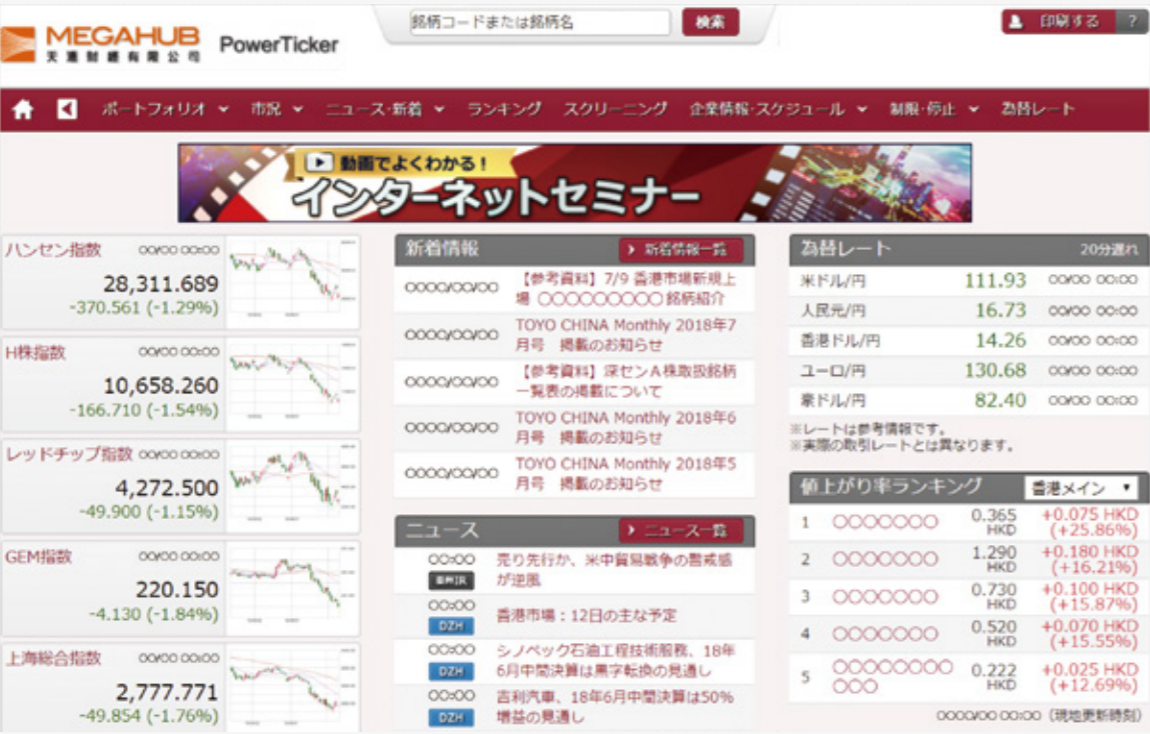 MEGAHUB
天滙財經有限公司
PowerTicker
銘柄コードまたは銘柄名
検索
印刷する
?
ポートフォリオ
市況
ニュース・新着
ランキング
スクリーニング
企業情報・スケジュール
制限・停止
為替レート
動画でよくわかる!
インターネットセミナー
ハンセン指数 00/00 00:00
28,311.689
-370.561 (-1.29%)
H株指数 00/00 00:00
10,658.260
-166.710 (-1.54%)
レッドチップ指数 00/00 00:00
4,272.500
-49.900 (-1.15%)
GEM指数 00/00 00:00
220.150
-4.130 (-1.84%)
上海総合指数 00/00 00:00
2,777.771
-49.854 (-1.76%)
新着情報
新着情報一覧
0000/00/00 【参考資料】7/9 香港市場新規上
場 ○○○○○○○○○ 銘柄紹介
0000/00/00 TOYO CHINA Monthly 2018年7
月号 掲載のお知らせ
0000/00/00 【参考資料】深センA株取扱銘柄
一覧表の掲載について
0000/00/00 TOYO CHINA Monthly 2018年6
月号 掲載のお知らせ
0000/00/00 TOYO CHINA Monthly 2018年5
月号 掲載のお知らせ
ニュース
ニュース一覧
00:00 売り先行か、米中貿易戦争の警戒感
が逆風
00:00 香港市場:12日の主な予定
DZH
00:00 シノペック石油工程技術服務、18年
DZH 6月中間決算は黒字転換の見通し
00:00 吉利汽車、18年6月中間決算は50%
DZH 増益の見通し
為替レート 20分遅れ
米ドル/円 111.93 00/00 00:00
人民元/円 16.73 00/00 00:00
香港ドル/円 14.26 00/00 00:00
ユーロ/円 130.68 00/00 00:00
豪ドル/円 82.40 00/00 00:00
※レートは参考情報です。
※実際の取引レートとは異なります。
値上がり率ランキング 香港メイン
1 ○○○○○○○ 0.365 HKD +0.075 HKD (+25.86%)
2 ○○○○○○○ 1.290 HKD +0.180 HKD (+16.21%)
3 ○○○○○○○ 0.730 HKD +0.100 HKD (+15.87%)
4 ○○○○○○○ 0.520 HKD +0.070 HKD (+15.55%)
5 ○○○○○○○○ ○○○ 0.222 HKD +0.025 HKD (+12.69%)
0000/00 00:00(現地更新時刻)